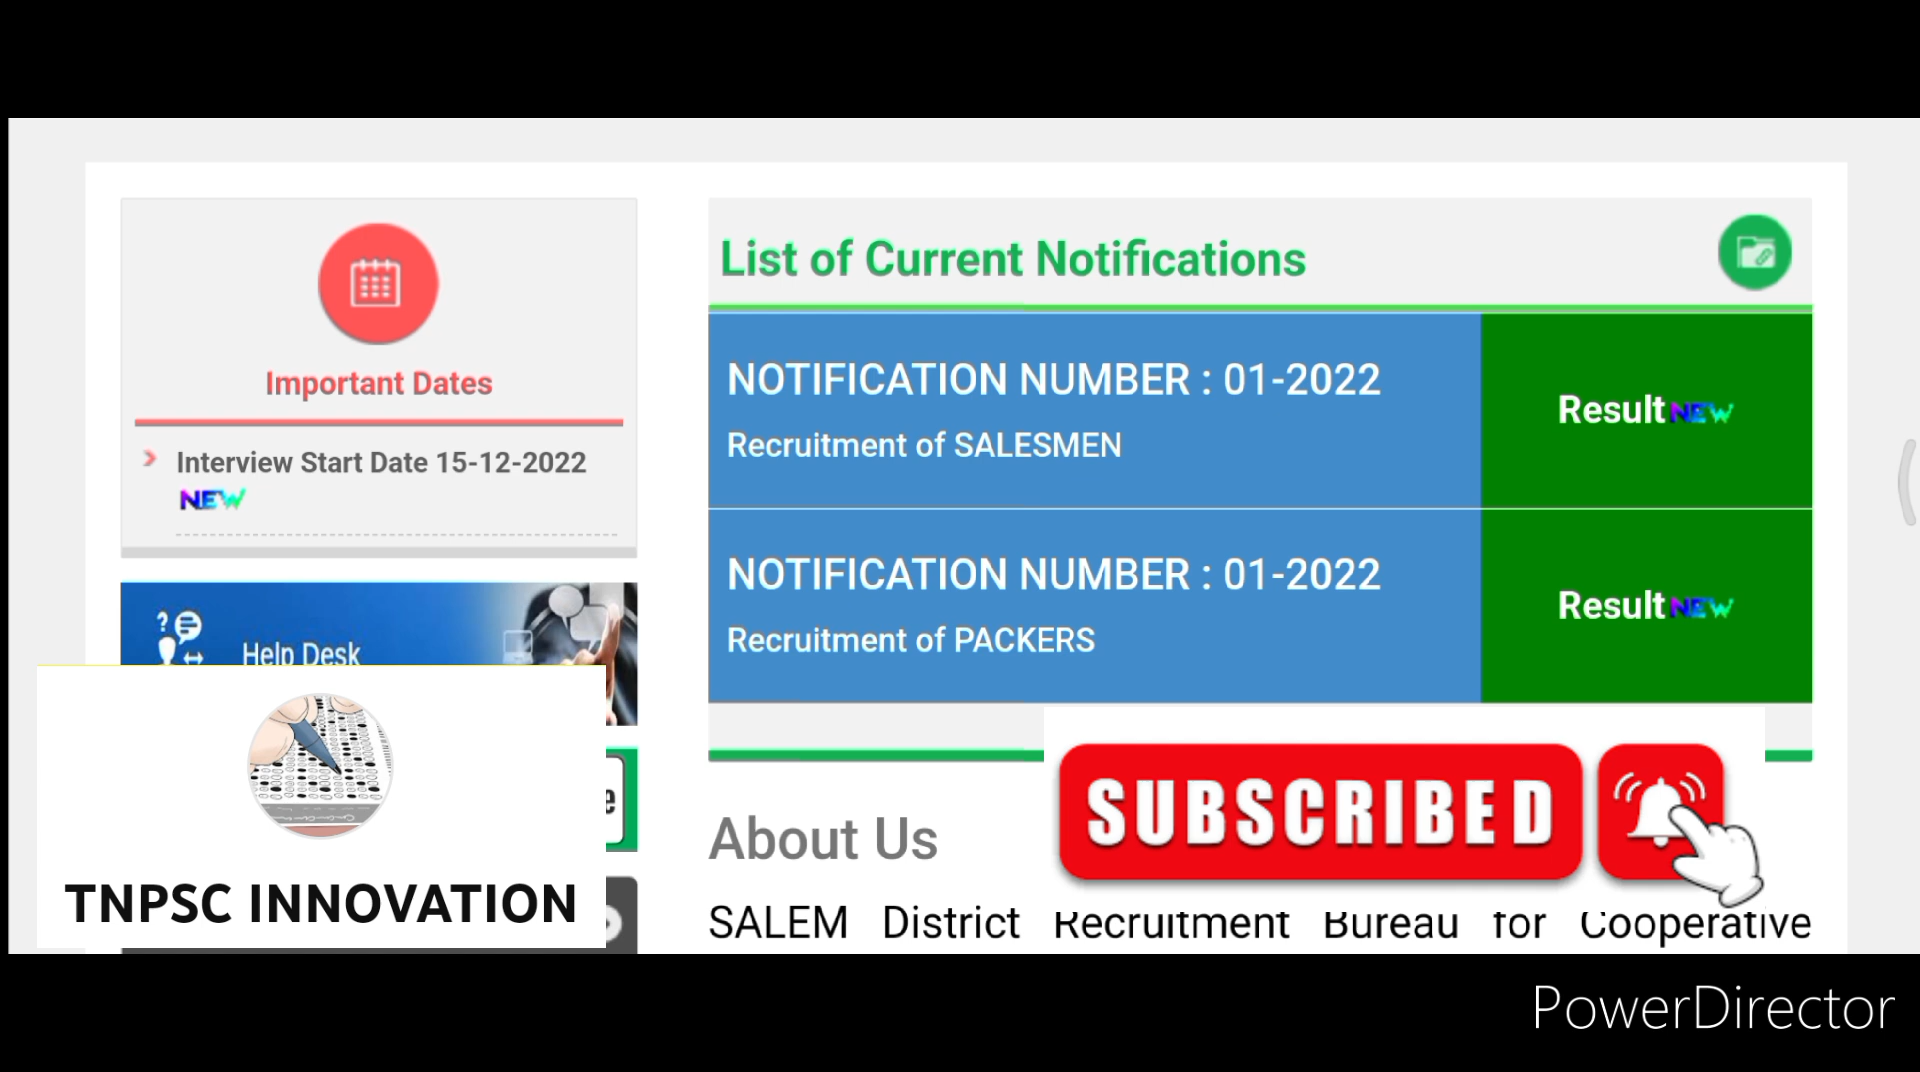 Important Dates
Interview Start Date 15-12-2022
NEW
Help Desk
TNPSC INNOVATION
List of Current Notifications
NOTIFICATION NUMBER : 01-2022
Recruitment of SALESMEN
Result NEW
NOTIFICATION NUMBER : 01-2022
Recruitment of PACKERS
Result NEW
SUBSCRIBED
About Us
SALEM District Recruitment Bureau for Cooperative
PowerDirector